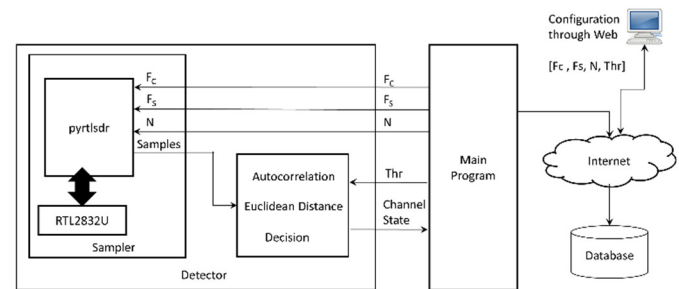 Configuration
through Web
[Fc , Fs, N, Thr]
pyrtlsdr
FC
FS
N
Samples
FC
FS
N
Autocorrelation
Euclidean Distance
Decision
Thr
Channel
State
Main
Program
Internet
RTL2832U
Sampler
Detector
Database